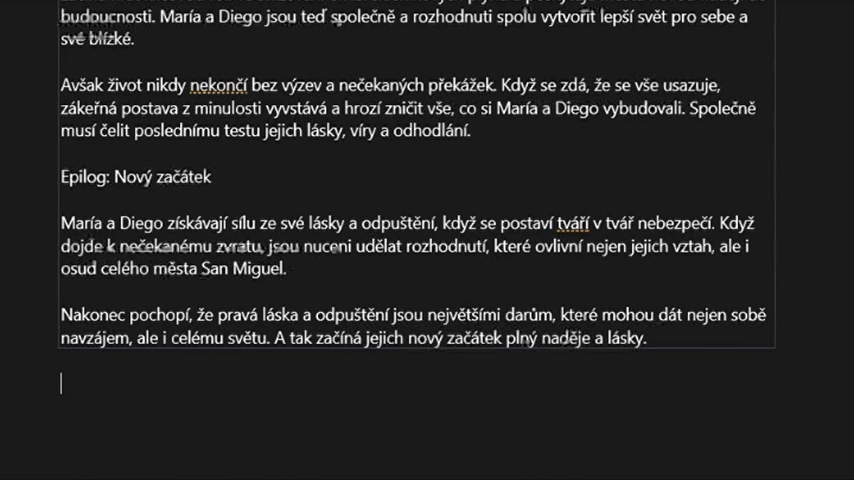 budoucnosti. María a Diego jsou teď společně a rozhodnuti spolu vytvořit lepší svět pro sebe a
své blízké.
Avšak život nikdy nekončí bez výzev a nečekaných překážek. Když se zdá, že se vše usazuje,
zákeřná postava z minulosti vyvstává a hrozí zničit vše, co si María a Diego vybudovali. Společně
musí čelit poslednímu testu jejich lásky, víry a odhodlání.
Epilog: Nový začátek
María a Diego získávají sílu ze své lásky a odpuštění, když se postaví tváří v tvář nebezpečí. Když
dojde k nečekanému zvratu, jsou nuceni udělat rozhodnutí, které ovlivní nejen jejich vztah, ale i
osud celého města San Miguel.
Nakonec pochopí, že pravá láska a odpuštění jsou největšími darům, které mohou dát nejen sobě
navzájem, ale i celému světu. A tak začíná jejich nový začátek plný naděje a lásky.